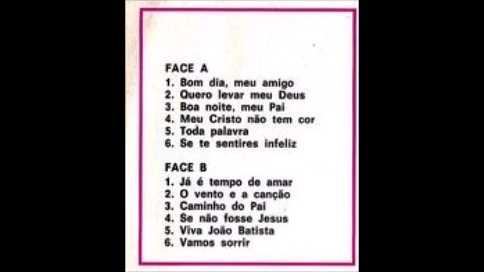 FACE A
1. Bom dia, meu amigo
2. Quero levar meu Deus
3. Boa noite, meu Pai
4. Meu Cristo não tem cor
5. Toda palavra
6. Se te sentires infeliz
FACE B
1. Já é tempo de amar
2. O vento e a canção
3. Caminho do Pai
4. Se não fosse Jesus
5. Viva João Batista
6. Vamos sorrir